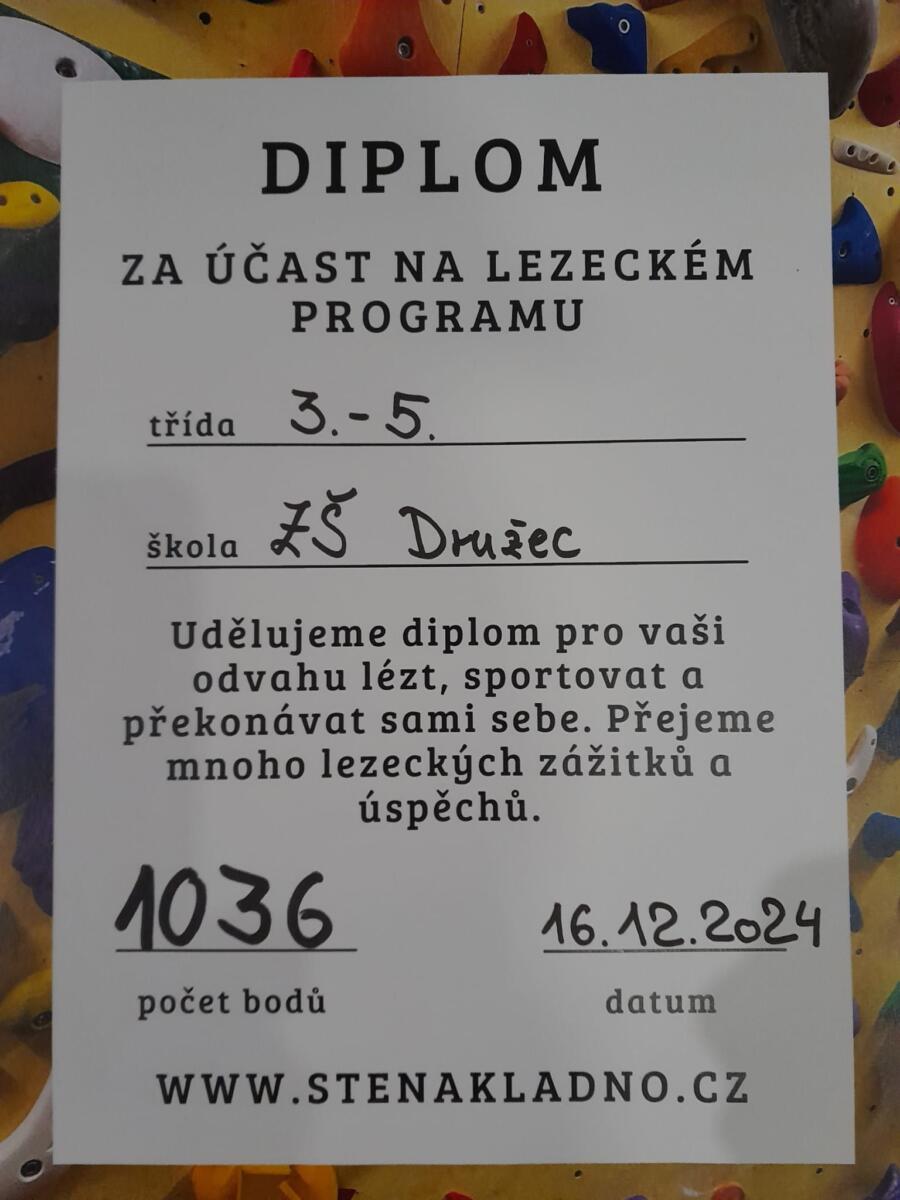 DIPLOM
ZA ÚČAST NA LEZECKÉM
PROGRAMU
třída 3.-5.
škola ZŠ Družec
Udělujeme diplom pro vaši
odvahu lézt, sportovat a
překonávat sami sebe. Přejeme
mnoho lezeckých zážitků a
úspěchů.
1036 16.12.2024
počet bodů datum
WWW.STENAKLADNO.CZ